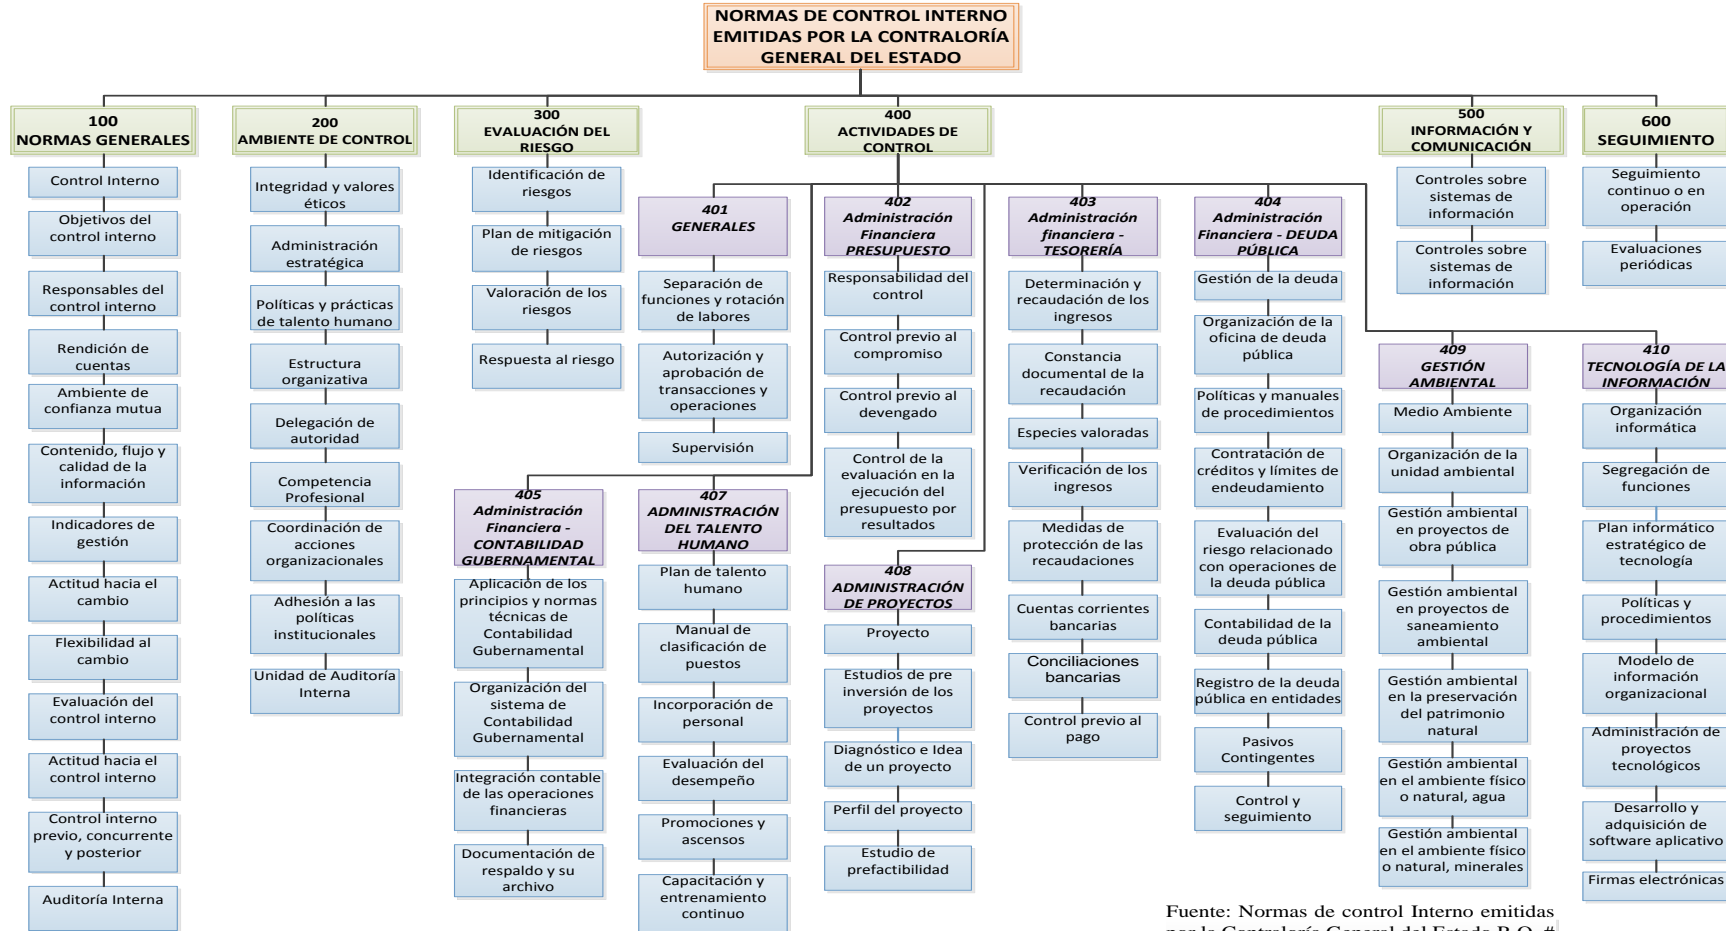 NORMAS DE CONTROL INTERNO
EMITIDAS POR LA CONTRALORÍA
GENERAL DEL ESTADO
100
NORMAS GENERALES
Control Interno
Objetivos del
control interno
Responsables del
control interno
Rendición de
cuentas
Ambiente de
confianza mutua
Contenido, flujo y
calidad de la
información
Indicadores de
gestión
Actitud hacia el
cambio
Flexibilidad al
cambio
Evaluación del
control interno
Actitud hacia el
control interno
Control interno
previo, concurrente
y posterior
Auditoría Interna
200
AMBIENTE DE CONTROL
Integridad y valores
éticos
Administración
estratégica
Políticas y prácticas
de talento humano
Estructura
organizativa
Delegación de
autoridad
Competencia
Profesional
Coordinación de
acciones
organizacionales
Adhesión a las
políticas
institucionales
Unidad de Auditoría
Interna
300
EVALUACIÓN DEL
RIESGO
Identificación de
riesgos
Plan de mitigación
de riesgos
Valoración de los
riesgos
Respuesta al riesgo
400
ACTIVIDADES DE
CONTROL
401
GENERALES
Separación de
funciones y rotación
de labores
Autorización y
aprobación de
transacciones y
operaciones
Supervisión
402
Administración
Financiera
PRESUPUESTO
Responsabilidad del
control
Control previo al
compromiso
Control previo al
devengado
Control de la
evaluación en la
ejecución del
presupuesto por
resultados
403
Administración
financiera -
TESORERÍA
Determinación y
recaudación de los
ingresos
Constancia
documental de la
recaudación
Especies valoradas
Verificación de los
ingresos
Medidas de
protección de las
recaudaciones
Cuentas corrientes
bancarias
Conciliaciones
bancarias
Control previo al
pago
404
Administración
Financiera - DEUDA
PÚBLICA
Gestión de la deuda
Organización de la
oficina de deuda
pública
Políticas y manuales
de procedimientos
Contratación de
créditos y límites de
endeudamiento
Evaluación del
riesgo relacionado
con operaciones de
la deuda pública
Contabilidad de la
deuda pública
Registro de la deuda
pública en entidades
Pasivos
Contingentes
Control y
seguimiento
405
Administración
Financiera -
CONTABILIDAD
GUBERNAMENTAL
Aplicación de los
principios y normas
técnicas de
Contabilidad
Gubernamental
Organización del
sistema de
Contabilidad
Gubernamental
Integración contable
de las operaciones
financieras
Documentación de
respaldo y su
archivo
407
ADMINISTRACIÓN
DEL TALENTO
HUMANO
Plan de talento
humano
Manual de
clasificación de
puestos
Incorporación de
personal
Evaluación del
desempeño
Promociones y
ascensos
Capacitación y
entrenamiento
continuo
408
ADMINISTRACIÓN
DE PROYECTOS
Proyecto
Estudios de pre
inversión de los
proyectos
Diagnóstico e Idea
de un proyecto
Perfil del proyecto
Estudio de
prefactibilidad
409
GESTIÓN
AMBIENTAL
Medio Ambiente
Organización de la
unidad ambiental
Gestión ambiental
en proyectos de
obra pública
Gestión ambiental
en proyectos de
saneamiento
ambiental
Gestión ambiental
en la preservación
del patrimonio
natural
Gestión ambiental
en el ambiente físico
o natural, agua
Gestión ambiental
en el ambiente físico
o natural, minerales
410
TECNOLOGÍA DE LA
INFORMACIÓN
Organización
informática
Segregación de
funciones
Plan informático
estratégico de
tecnología
Políticas y
procedimientos
Modelo de
información
organizacional
Administración de
proyectos
tecnológicos
Desarrollo y
adquisición de
software aplicativo
Firmas electrónicas
500
INFORMACIÓN Y
COMUNICACIÓN
Controles sobre
sistemas de
información
Controles sobre
sistemas de
información
600
SEGUIMIENTO
Seguimiento
continuo o en
operación
Evaluaciones
periódicas
Fuente: Normas de control Interno emitidas
por la Contraloría General del Estado R.O. #